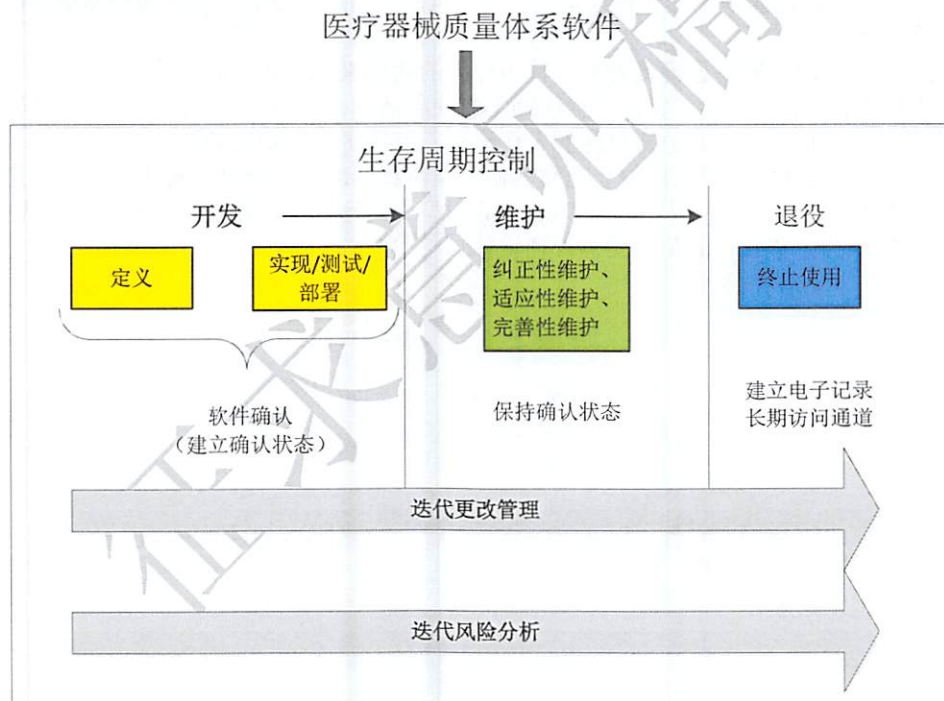 医疗器械质量体系软件
生存周期控制
开发
维护
退役
定义
实现/测试/
部署
纠正性维护、
适应性维护、
完善性维护
终止使用
软件确认
（建立确认状态）
保持确认状态
建立电子记录
长期访问通道
迭代更改管理
迭代风险分析
征求意见稿